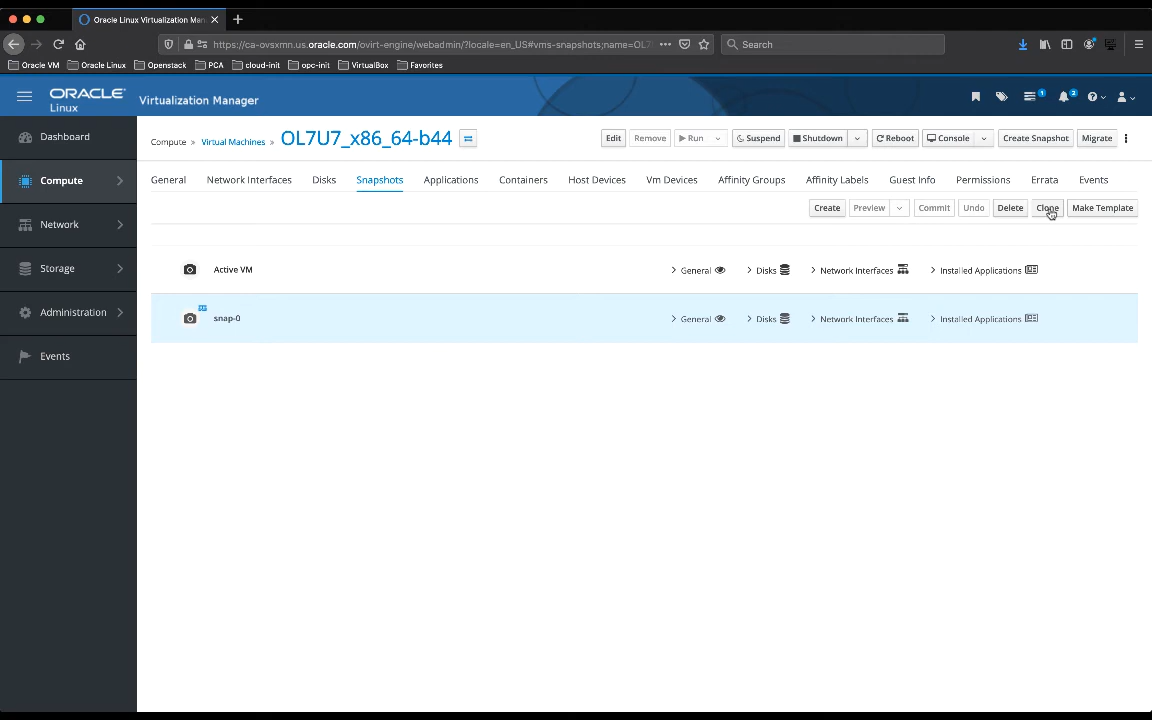 Oracle Linux Virtualization Man
https://ca-ovsxmn.us.oracle.com/ovirt-engine/webadmin/?locale=en_US#vms-snapshots;name=OL7U
Search
Oracle VM
Oracle Linux
Openstack
PCA
cloud-init
opc-init
VirtualBox
Favorites
ORACLE
Linux
Virtualization Manager
1
2
Dashboard
Compute
Network
Storage
Administration
Events
Compute » Virtual Machines » OL7U7_x86_64-b44
Edit
Remove
Run
Suspend
Shutdown
Reboot
Console
Create Snapshot
Migrate
General
Network Interfaces
Disks
Snapshots
Applications
Containers
Host Devices
Vm Devices
Affinity Groups
Affinity Labels
Guest Info
Permissions
Errata
Events
Create
Preview
Commit
Undo
Delete
Clone
Make Template
Active VM
General
Disks
Network Interfaces
Installed Applications
snap-0
General
Disks
Network Interfaces
Installed Applications